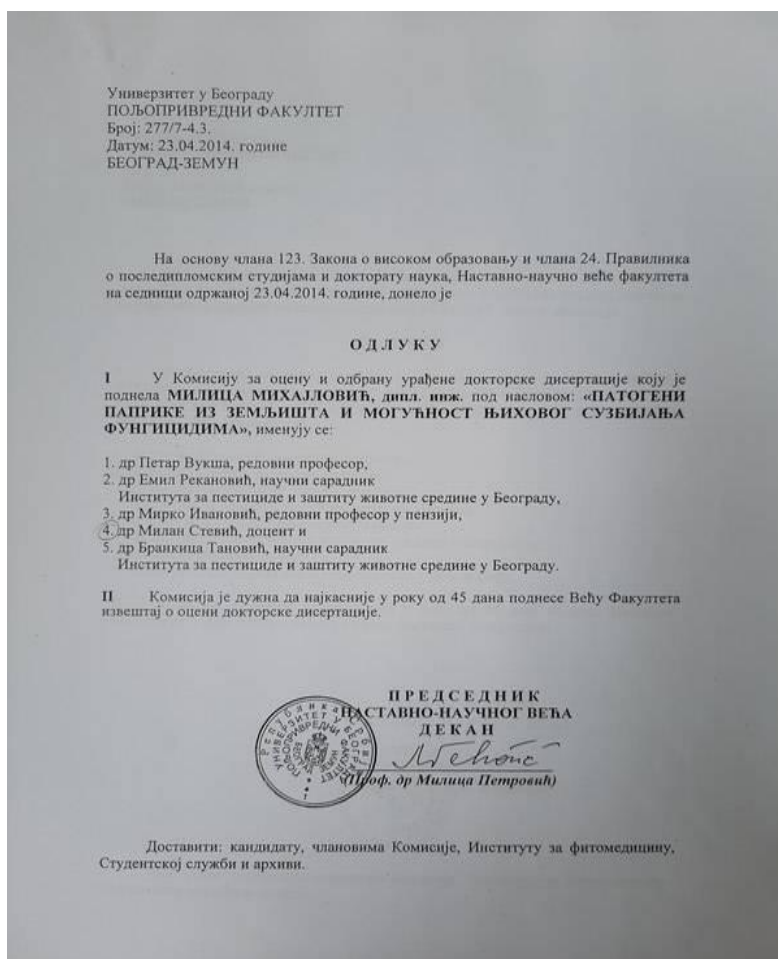 Универзитет у Београду
ПОЉОПРИВРЕДНИ ФАКУЛТЕТ
Број: 277/7-4.3.
Датум: 23.04.2014. године
БЕОГРАД-ЗЕМУН
На основу члана 123. Закона о високом образовању и члана 24. Правилника
о последипломским студијама и докторату наука, Наставно-научно веће факултета
на седници одржаној 23.04.2014. године, донело је
О Д Л У К У
I У Комисију за оцену и одбрану урађене докторске дисертације коју је
поднела МИЛИЦА МИХАЈЛОВИЋ, дипл. инж. под насловом: «ПАТОГЕНИ
ПАПРИКЕ ИЗ ЗЕМЉИШТА И МОГУЋНОСТ ЊИХОВОГ СУЗБИЈАЊА
ФУНГИЦИДИМА», именују се:
1. др Петар Вукша, редовни професор,
2. др Емил Рекановић, научни сарадник
Института за пестициде и заштиту животне средине у Београду,
3. др Мирко Ивановић, редовни професор у пензији,
4. др Милан Стевић, доцент и
5. др Бранкица Тановић, научни сарадник
Института за пестициде и заштиту животне средине у Београду.
II Комисија је дужна да најкасније у року од 45 дана поднесе Већу Факултета
извештај о оцени докторске дисертације.
П Р Е Д С Е Д Н И К
НАСТАВНО-НАУЧНОГ ВЕЋА
Д Е К А Н
(Проф. др Милица Петровић)
Република Србија
УНИВЕРЗИТЕТ У БЕОГРАДУ
ПОЉОПРИВРЕДНИ ФАКУЛТЕТ
Доставити: кандидату, члановима Комисије, Институту за фитомедицину,
Студентској служби и архиви.